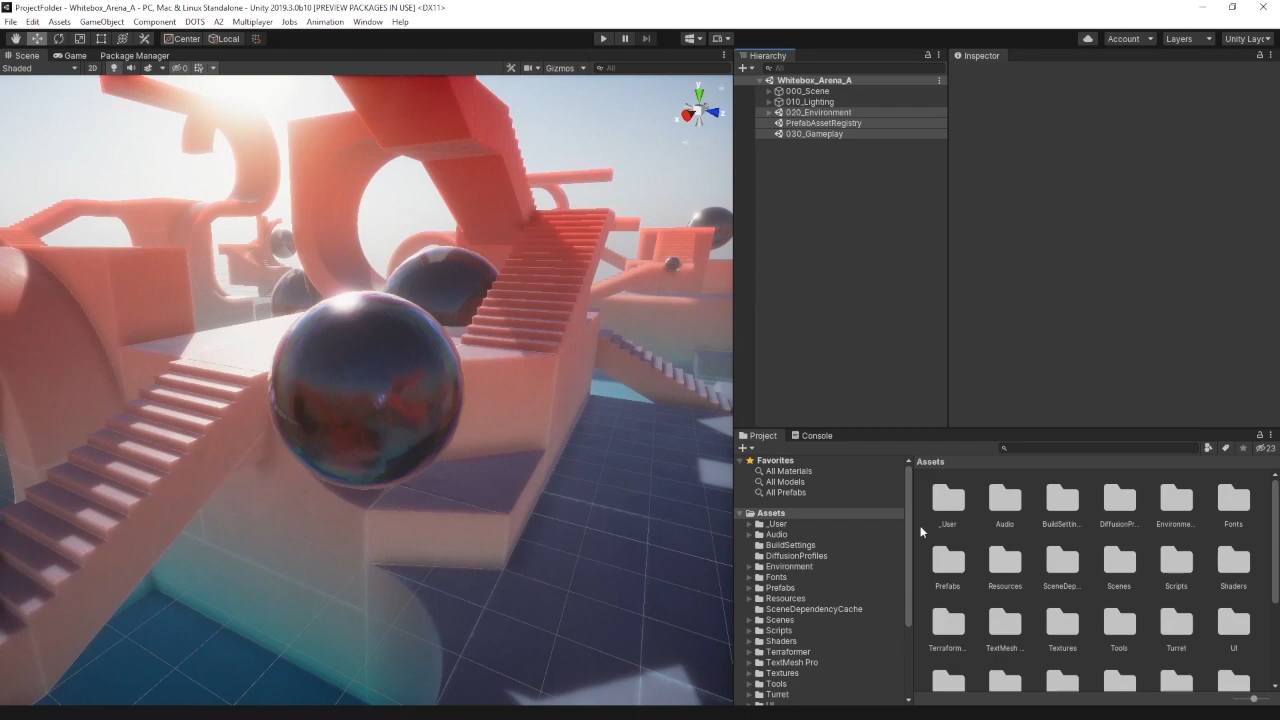 ProjectFolder - Whitebox_Arena_A - PC, Mac & Linux Standalone - Unity 2019.3.0b10 [PREVIEW PACKAGES IN USE] <DX11>
File Edit Assets GameObject Component DOTS A2 Multiplayer Jobs Animation Window Help
Center Local Account Layers Unity Layc
Scene Game Package Manager
Shaded 2D 0 Gizmos All
y
x z
Hierarchy
All
Whitebox_Arena_A
000_Scene
010_Lighting
020_Environment
PrefabAssetRegistry
030_Gameplay
Inspector
Project Console
23
Favorites
All Materials
All Models
All Prefabs
Assets
_User
Audio
BuildSettings
DiffusionProfiles
Environment
Fonts
Prefabs
Resources
SceneDependencyCache
Scenes
Scripts
Shaders
Terraformer
TextMesh Pro
Textures
Tools
Turret
Assets
_User Audio BuildSettin... DiffusionPr... Environme... Fonts
Prefabs Resources SceneDep... Scenes Scripts Shaders
Terraform... TextMesh ... Textures Tools Turret UI